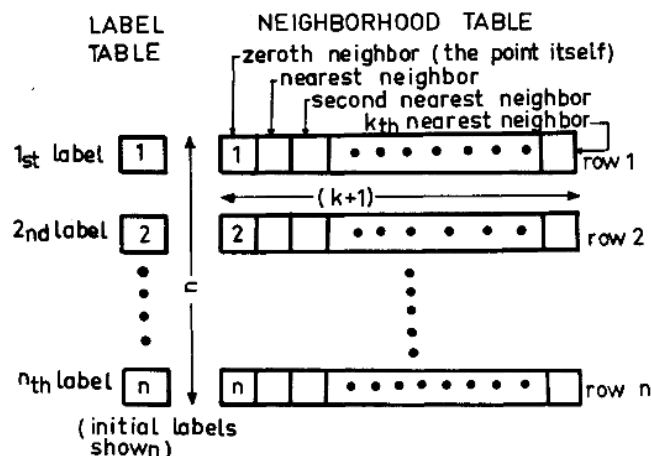 LABEL TABLE
NEIGHBORHOOD TABLE
zeroth neighbor (the point itself)
nearest neighbor
second nearest neighbor
kth nearest neighbor
1st label 1 1 row 1
(k+1)
2nd label 2 2 row 2
n
nth label n n row n
(initial labels
shown)